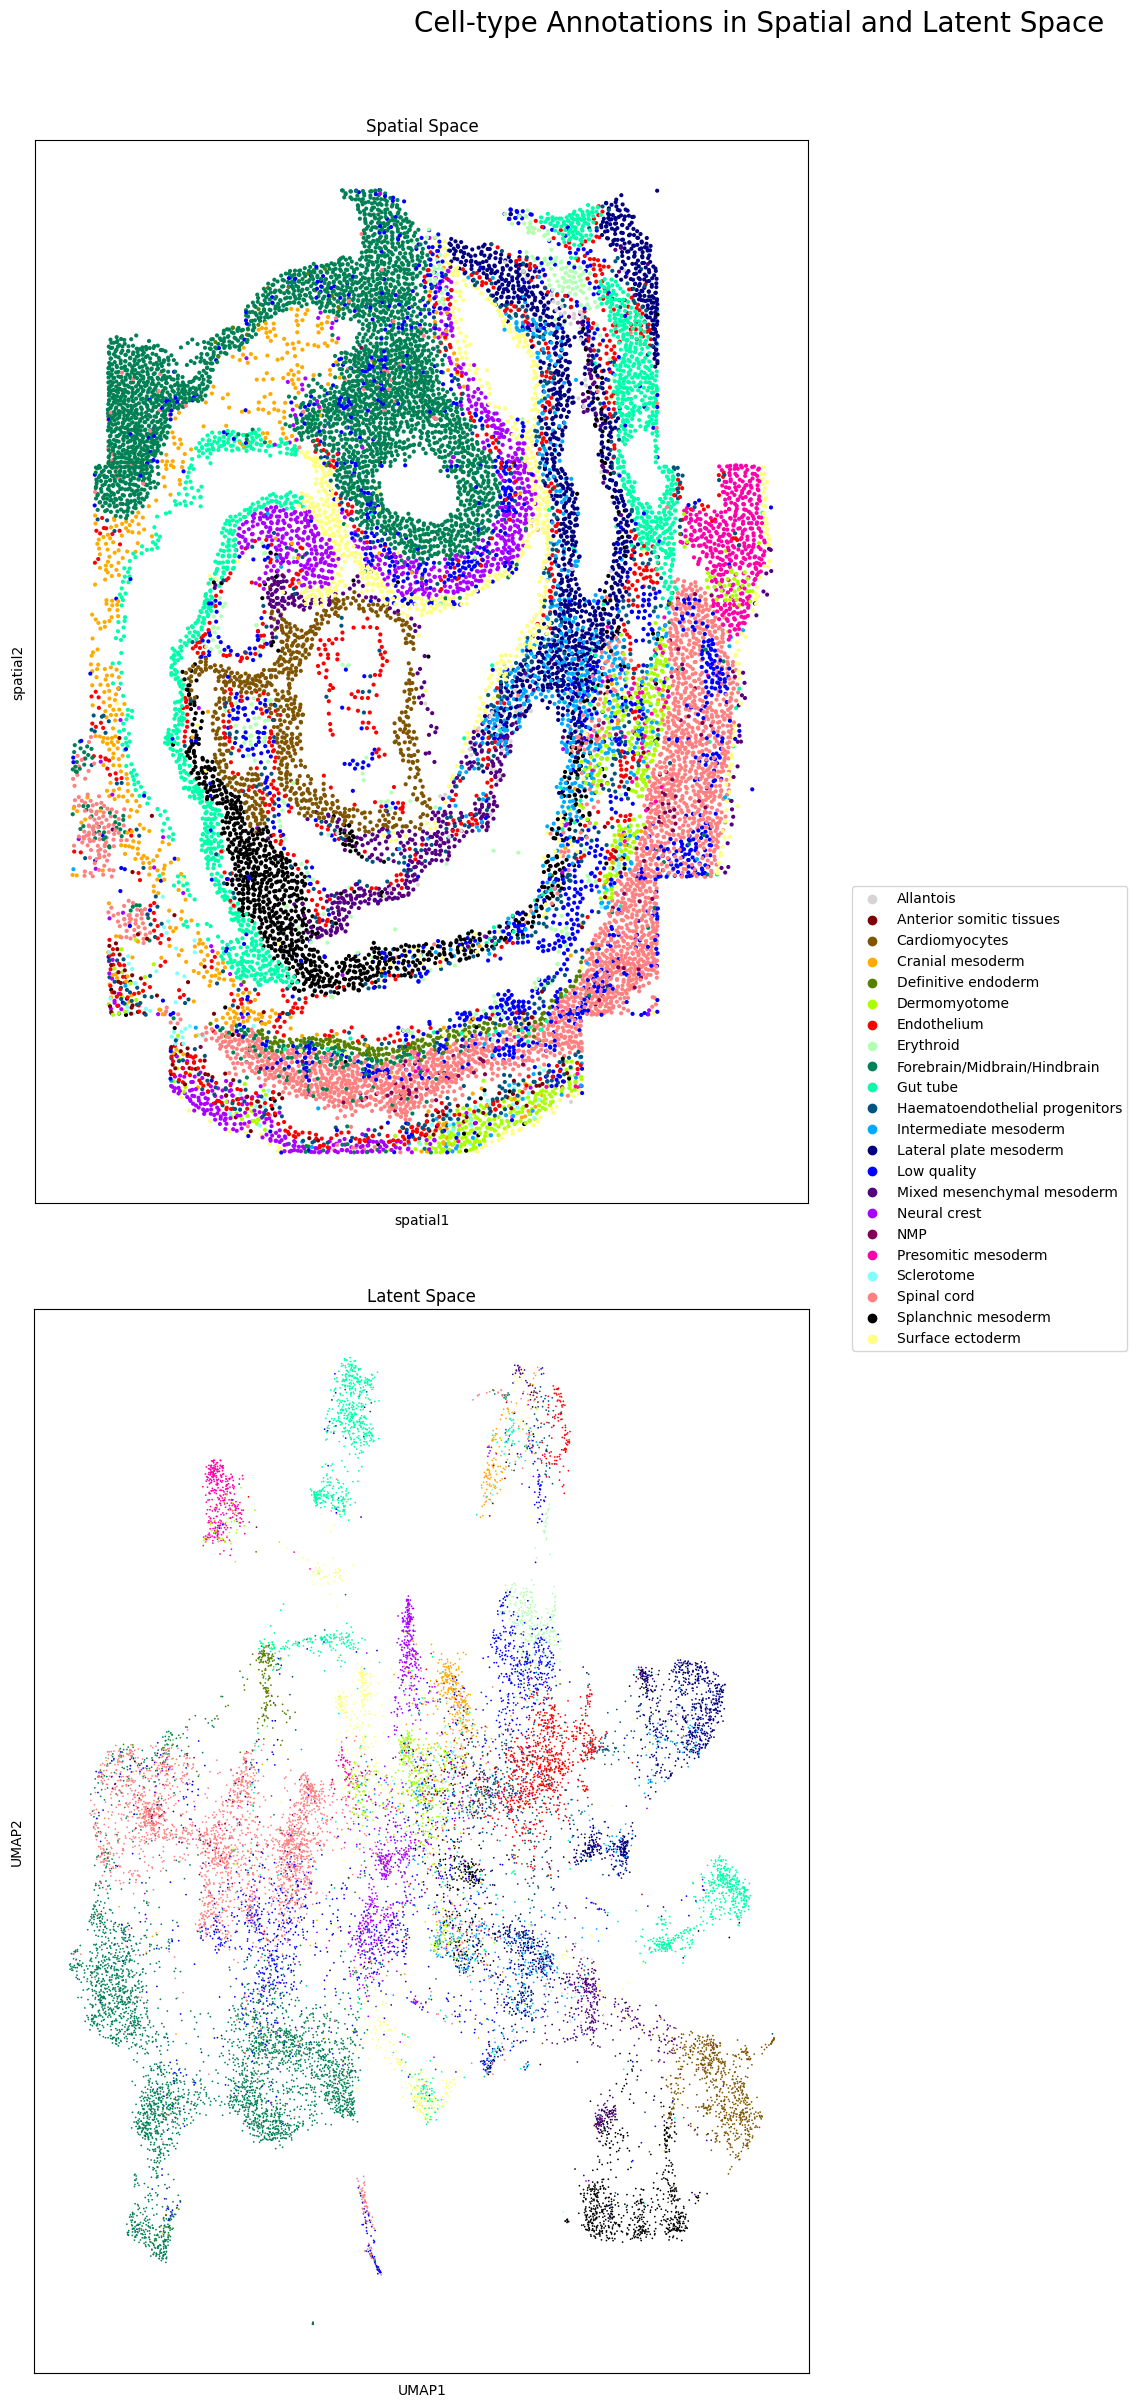 Cell-type Annotations in Spatial and Latent Space
Spatial Space
spatial2
spatial1
Allantois
Anterior somitic tissues
Cardiomyocytes
Cranial mesoderm
Definitive endoderm
Dermomyotome
Endothelium
Erythroid
Forebrain/Midbrain/Hindbrain
Gut tube
Haematoendothelial progenitors
Intermediate mesoderm
Lateral plate mesoderm
Low quality
Mixed mesenchymal mesoderm
Neural crest
NMP
Presomitic mesoderm
Sclerotome
Spinal cord
Splanchnic mesoderm
Surface ectoderm
Latent Space
UMAP2
UMAP1